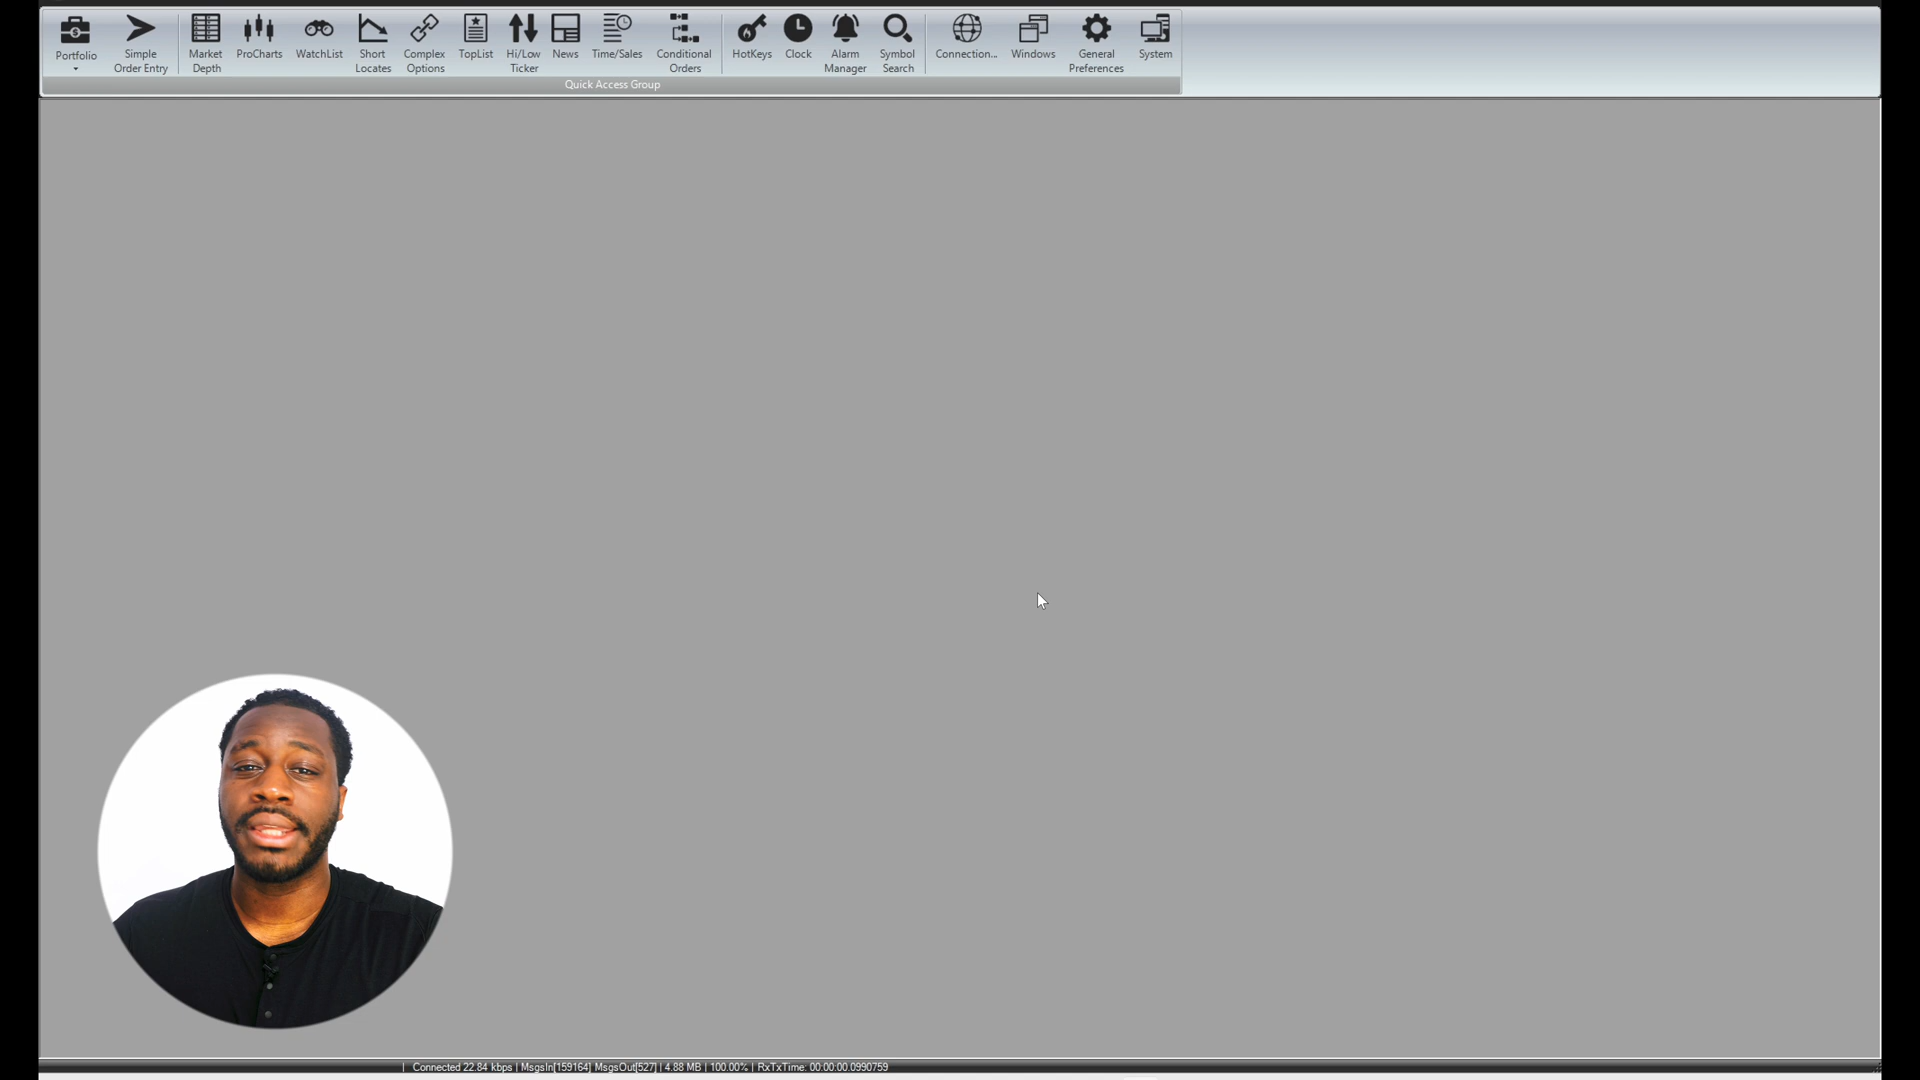 Portfolio
Simple
Order Entry
Market
Depth
ProCharts
WatchList
Short
Locates
Complex
Options
TopList
Hi/Low
Ticker
News
Time/Sales
Conditional
Orders
HotKeys
Clock
Alarm
Manager
Symbol
Search
Connection...
Windows
General
Preferences
System
Quick Access Group
| Connected 22.84 kbps | MsgsIn[159164] MsgsOut[527] | 4.88 MB | 100.00% | RxTxTime: 00:00:00.0990759